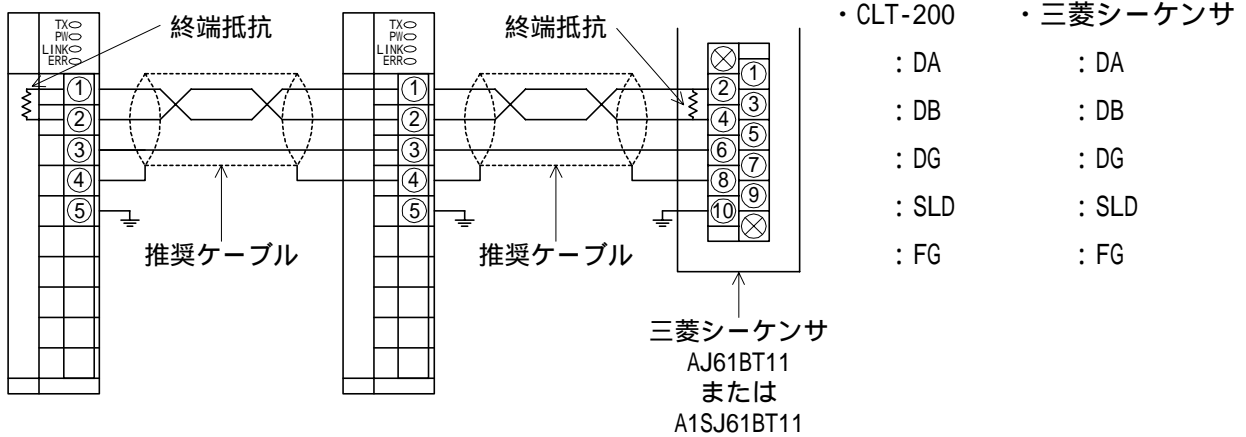 TX
PW
LINK
ERR
終端抵抗
1
2
3
4
5
推奨ケーブル
TX
PW
LINK
ERR
終端抵抗
1
2
3
4
5
推奨ケーブル
1
2
3
4
5
6
7
8
9
10
三菱シーケンサ
AJ61BT11
または
A1SJ61BT11
・CLT-200 ・三菱シーケンサ
：DA ：DA
：DB ：DB
：DG ：DG
：SLD ：SLD
：FG ：FG